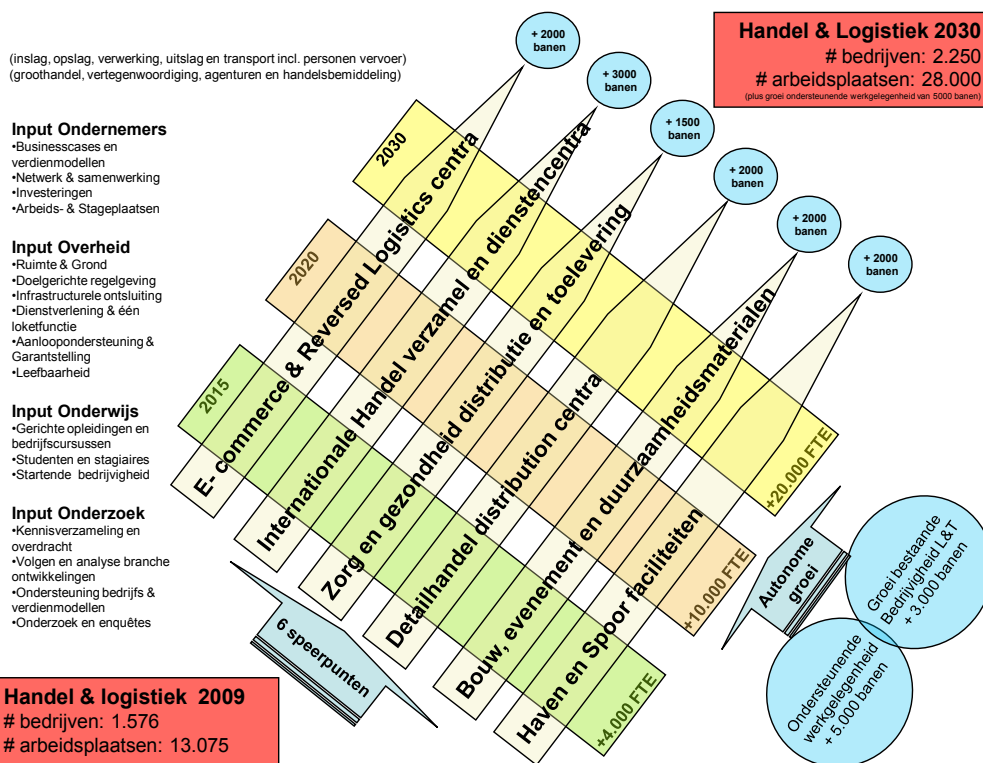 (inslag, opslag, verwerking, uitslag en transport incl. personen vervoer)
(groothandel, vertegenwoordiging, agenturen en handelsbemiddeling)
Handel & Logistiek 2030
# bedrijven: 2.250
# arbeidsplaatsen: 28.000
(plus groei ondersteunende werkgelegenheid van 5000 banen)
Input Ondernemers
•Businesscases en
verdienmodellen
•Netwerk & samenwerking
•Investeringen
•Arbeids- & Stageplaatsen
Input Overheid
•Ruimte & Grond
•Doelgerichte regelgeving
•Infrastructurele ontsluiting
•Dienstverlening & één
loketfunctie
•Aanloopondersteuning &
Garantstelling
•Leefbaarheid
Input Onderwijs
•Gerichte opleidingen en
bedrijfscursussen
•Studenten en stagiaires
•Startende bedrijvigheid
Input Onderzoek
•Kennisverzameling en
overdracht
•Volgen en analyse branche
ontwikkelingen
•Ondersteuning bedrijfs &
verdienmodellen
•Onderzoek en enquêtes
+ 2000
banen
+ 3000
banen
+ 1500
banen
+ 2000
banen
+ 2000
banen
+ 2000
banen
2030
2020
2015
E- commerce & Reversed Logistics centra
Internationale Handel verzamel en dienstencentra
Zorg en gezondheid distributie en toelevering
Detailhandel distribution centra
Bouw, evenement en duurzaamheidsmaterialen
Haven en Spoor faciliteiten
+20.000 FTE
+10.000 FTE
+4.000 FTE
6 speerpunten
Autonome
groei
Groei bestaande
Bedrijvigheid L&T
+ 3.000 banen
Ondersteunende
werkgelegenheid
+ 5.000 banen
Handel & logistiek 2009
# bedrijven: 1.576
# arbeidsplaatsen: 13.075